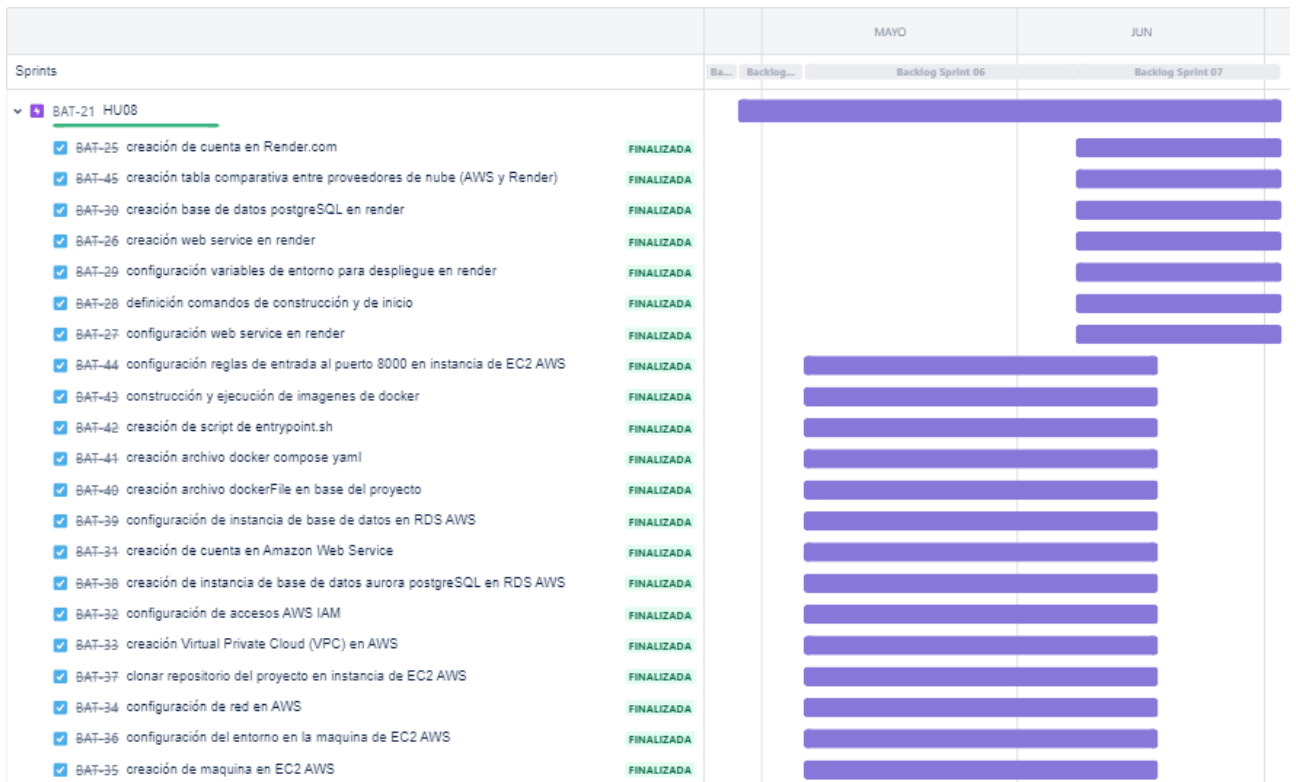 MAYO JUN
Sprints Ba... Backlog... Backlog Sprint 06 Backlog Sprint 07
BAT-21 HU08
BAT-25 creación de cuenta en Render.com FINALIZADA
BAT-45 creación tabla comparativa entre proveedores de nube (AWS y Render) FINALIZADA
BAT-30 creación base de datos postgreSQL en render FINALIZADA
BAT-26 creación web service en render FINALIZADA
BAT-29 configuración variables de entorno para despliegue en render FINALIZADA
BAT-28 definición comandos de construcción y de inicio FINALIZADA
BAT-27 configuración web service en render FINALIZADA
BAT-44 configuración reglas de entrada al puerto 8000 en instancia de EC2 AWS FINALIZADA
BAT-43 construcción y ejecución de imagenes de docker FINALIZADA
BAT-42 creación de script de entrypoint.sh FINALIZADA
BAT-41 creación archivo docker compose yaml FINALIZADA
BAT-40 creación archivo dockerFile en base del proyecto FINALIZADA
BAT-39 configuración de instancia de base de datos en RDS AWS FINALIZADA
BAT-31 creación de cuenta en Amazon Web Service FINALIZADA
BAT-38 creación de instancia de base de datos aurora postgreSQL en RDS AWS FINALIZADA
BAT-32 configuración de accesos AWS IAM FINALIZADA
BAT-33 creación Virtual Private Cloud (VPC) en AWS FINALIZADA
BAT-37 clonar repositorio del proyecto en instancia de EC2 AWS FINALIZADA
BAT-34 configuración de red en AWS FINALIZADA
BAT-36 configuración del entorno en la maquina de EC2 AWS FINALIZADA
BAT-35 creación de maquina en EC2 AWS FINALIZADA